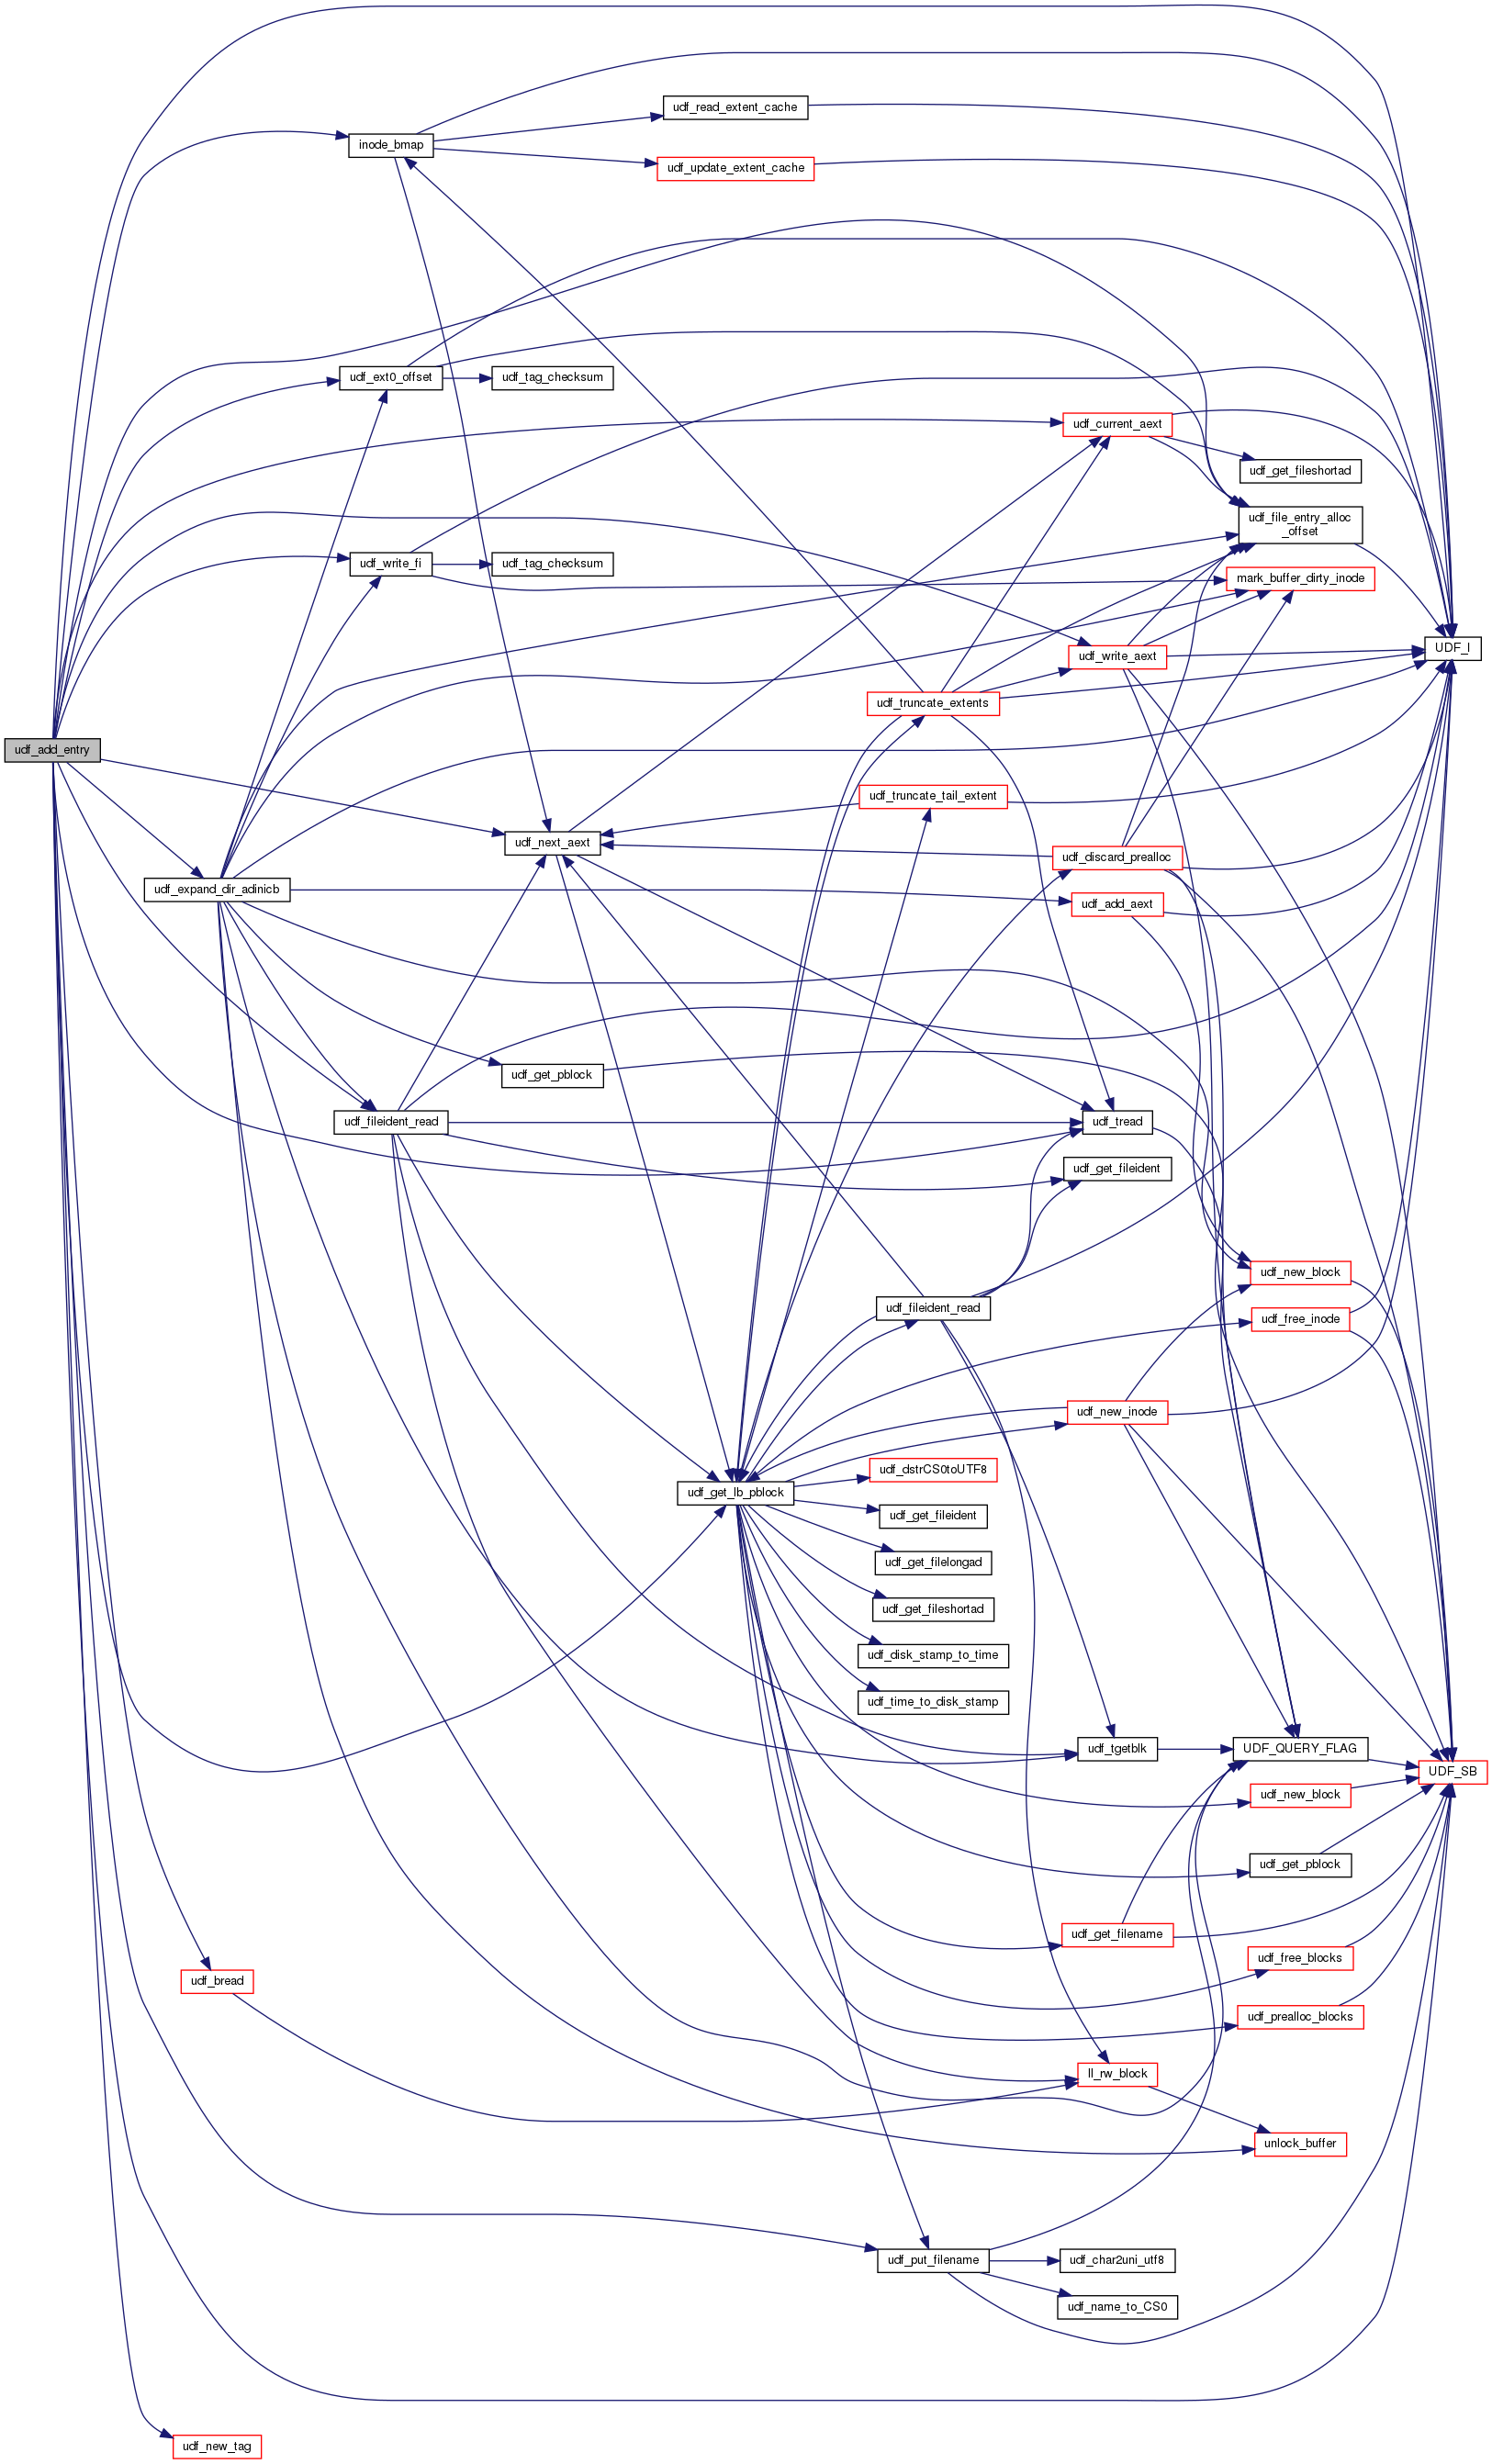 udf_read_extent_cache
inode_bmap
udf_update_extent_cache
udf_ext0_offset
udf_tag_checksum
udf_current_aext
udf_get_fileshortad
udf_file_entry_alloc
_offset
udf_write_fi
udf_tag_checksum
mark_buffer_dirty_inode
UDF_I
udf_write_aext
udf_truncate_extents
udf_add_entry
udf_truncate_tail_extent
udf_next_aext
udf_discard_prealloc
udf_expand_dir_adinicb
udf_add_aext
udf_get_pblock
udf_fileident_read
udf_tread
udf_get_fileident
udf_new_block
udf_fileident_read
udf_free_inode
udf_new_inode
udf_dstrCS0toUTF8
udf_get_lb_pblock
udf_get_fileident
udf_get_filelongad
udf_get_fileshortad
udf_disk_stamp_to_time
udf_time_to_disk_stamp
udf_tgetblk
UDF_QUERY_FLAG
UDF_SB
udf_new_block
udf_get_pblock
udf_get_filename
udf_free_blocks
udf_bread
udf_prealloc_blocks
ll_rw_block
unlock_buffer
udf_put_filename
udf_char2uni_utf8
udf_name_to_CS0
udf_new_tag